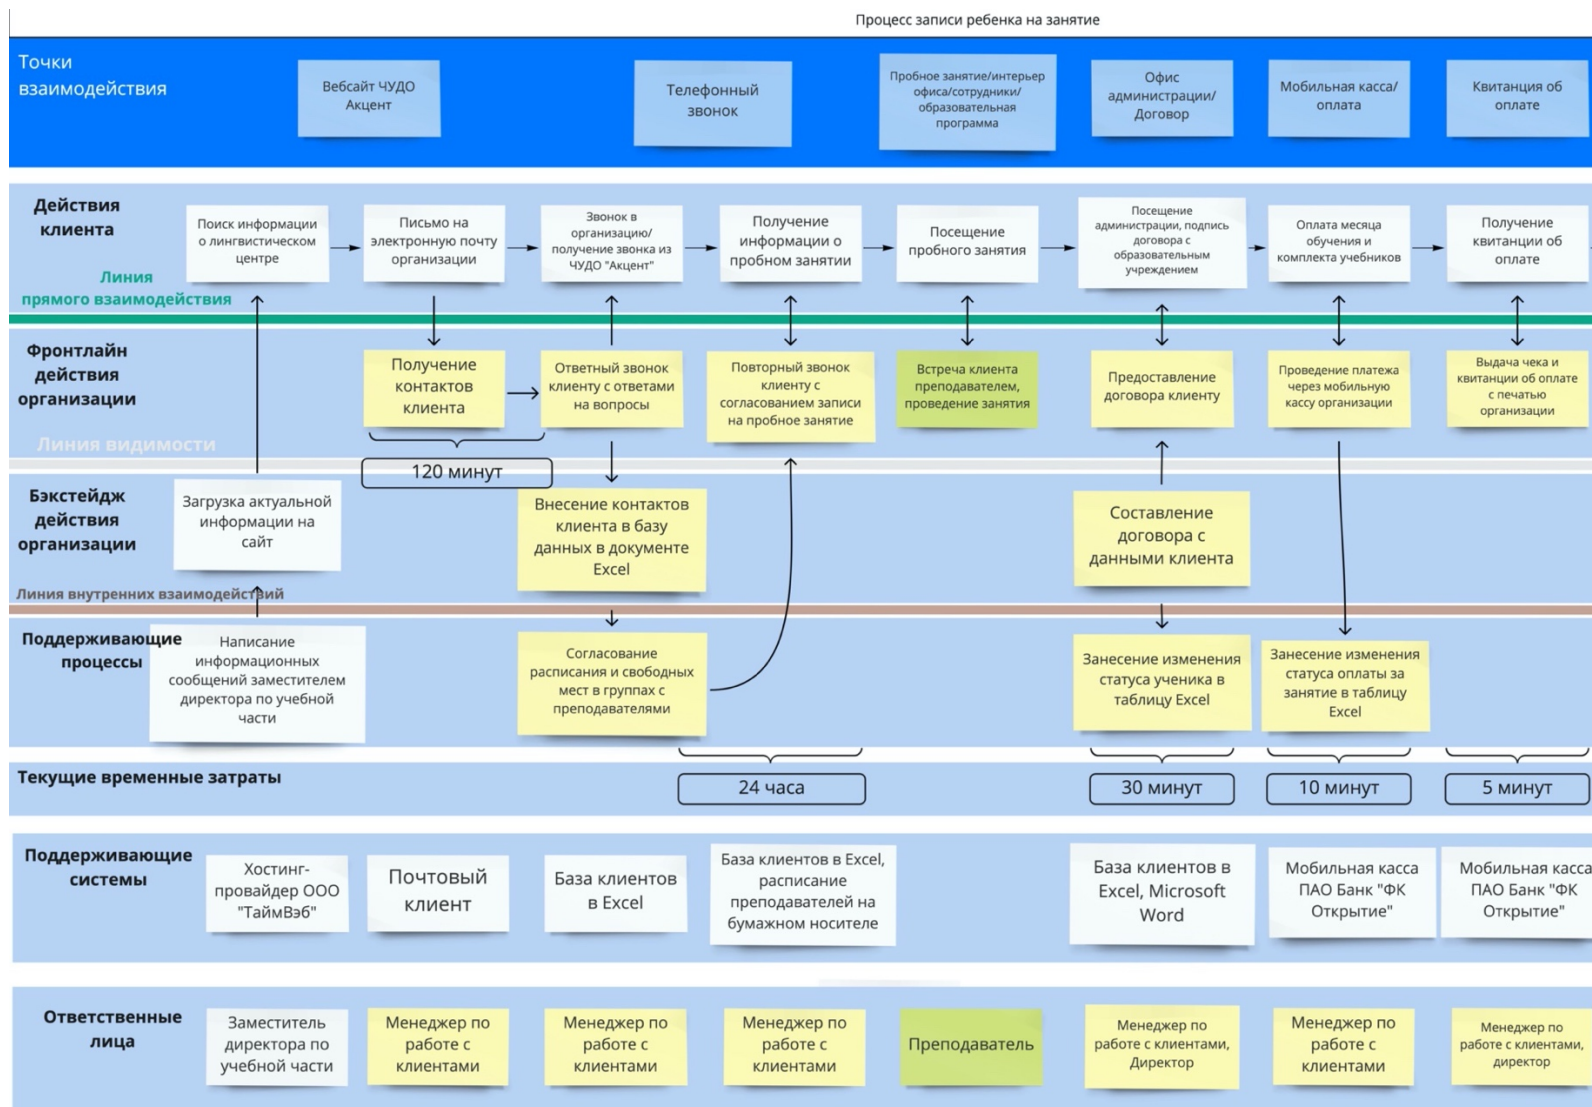 Процесс записи ребенка на занятие
Точки
взаимодействия
Вебсайт ЧУДО
Акцент
Телефонный
звонок
Пробное занятие/интерьер
офиса/сотрудники/
образовательная
программа
Офис
администрации/
Договор
Мобильная касса/
оплата
Квитанция об
оплате
Действия
клиента
Поиск информации
о лингвистическом
центре
Письмо на
электронную почту
организации
Звонок в
организацию/
получение звонка из
ЧУДО "Акцент"
Получение
информации о
пробном занятии
Посещение
пробного занятия
Посещение
администрации, подпись
договора с
образовательным
учреждением
Оплата месяца
обучения и
комплекта учебников
Получение
квитанции об
оплате
Линия
прямого взаимодействия
Фронтлайн
действия
организации
Получение
контактов
клиента
Ответный звонок
клиенту с ответами
на вопросы
Повторный звонок
клиенту с
согласованием записи
на пробное занятие
Встреча клиента
преподавателем,
проведение занятия
Предоставление
договора клиенту
Проведение платежа
через мобильную
кассу организации
Выдача чека и
квитанции об оплате
с печатью
организации
Линия видимости
120 минут
Бэкстейдж
действия
организации
Загрузка актуальной
информации на
сайт
Внесение контактов
клиента в базу
данных в документе
Excel
Составление
договора с
данными клиента
Линия внутренних взаимодействий
Поддерживающие
процессы
Написание
информационных
сообщений заместителем
директора по учебной
части
Согласование
расписания и свободных
мест в группах с
преподавателями
Занесение изменения
статуса ученика в
таблицу Excel
Занесение изменения
статуса оплаты за
занятие в таблицу
Excel
Текущие временные затраты
24 часа
30 минут
10 минут
5 минут
Поддерживающие
системы
Хостинг-
провайдер ООО
"ТаймВэб"
Почтовый
клиент
База клиентов
в Excel
База клиентов в Excel,
расписание
преподавателей на
бумажном носителе
База клиентов в
Excel, Microsoft
Word
Мобильная касса
ПАО Банк "ФК
Открытие"
Мобильная касса
ПАО Банк "ФК
Открытие"
Ответственные
лица
Заместитель
директора по
учебной части
Менеджер по
работе с
клиентами
Менеджер по
работе с
клиентами
Менеджер по
работе с
клиентами
Преподаватель
Менеджер по
работе с клиентами,
Директор
Менеджер по
работе с
клиентами
Менеджер по
работе с клиентами,
директор